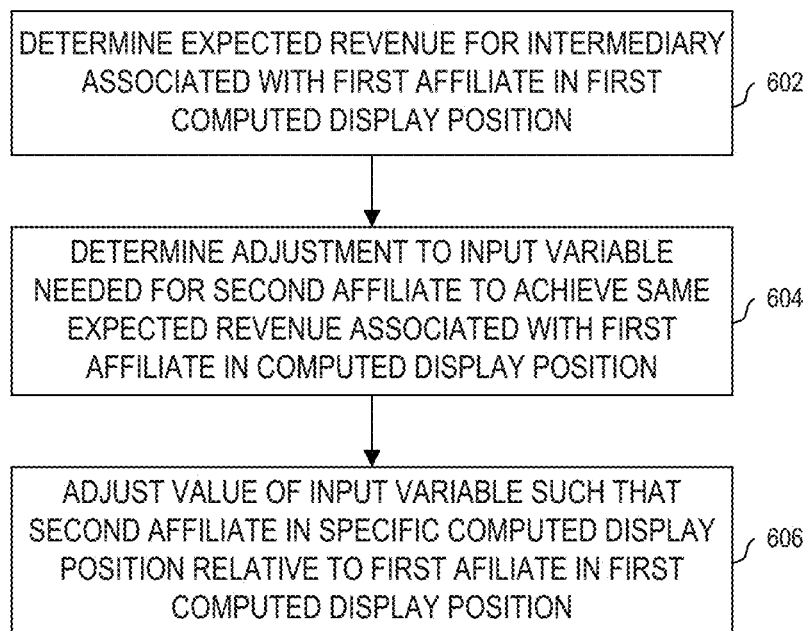 DETERMINE EXPECTED REVENUE FOR INTERMEDIARY
ASSOCIATED WITH FIRST AFFILIATE IN FIRST
COMPUTED DISPLAY POSITION
602
DETERMINE ADJUSTMENT TO INPUT VARIABLE
NEEDED FOR SECOND AFFILIATE TO ACHIEVE SAME
EXPECTED REVENUE ASSOCIATED WITH FIRST
AFFILIATE IN COMPUTED DISPLAY POSITION
604
ADJUST VALUE OF INPUT VARIABLE SUCH THAT
SECOND AFFILIATE IN SPECIFIC COMPUTED DISPLAY
POSITION RELATIVE TO FIRST AFILIATE IN FIRST
COMPUTED DISPLAY POSITION
606